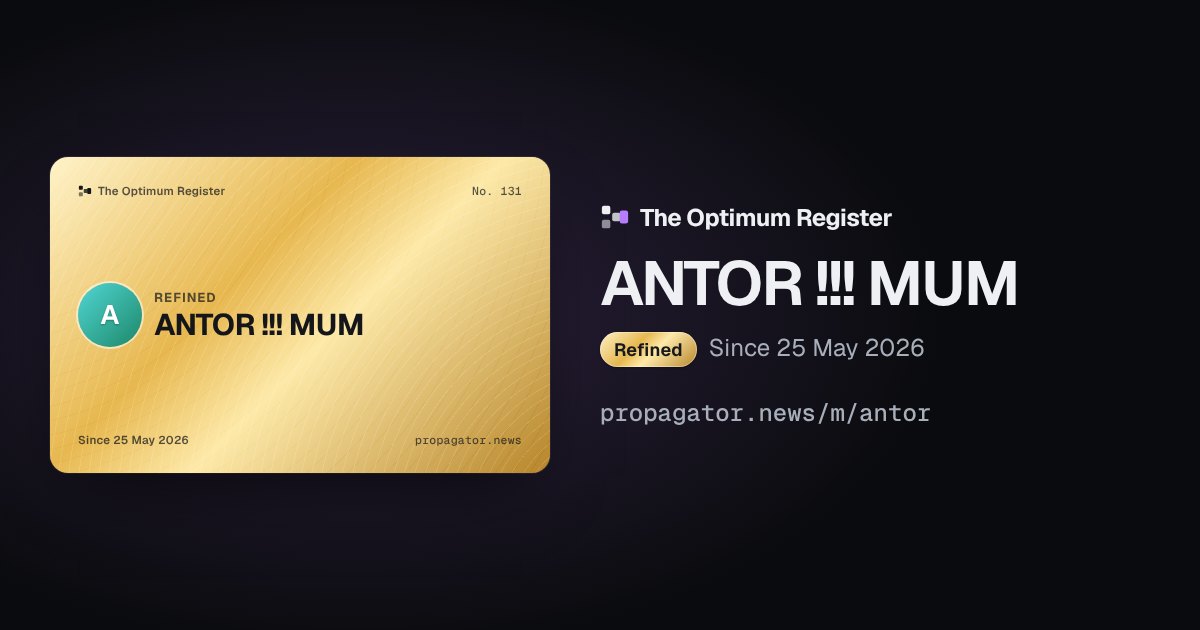 The Optimum Register
No. 131
A
REFINED
ANTOR !!! MUM
Since 25 May 2026
propagator.news
The Optimum Register
ANTOR !!! MUM
Refined
Since 25 May 2026
propagator.news/m/antor